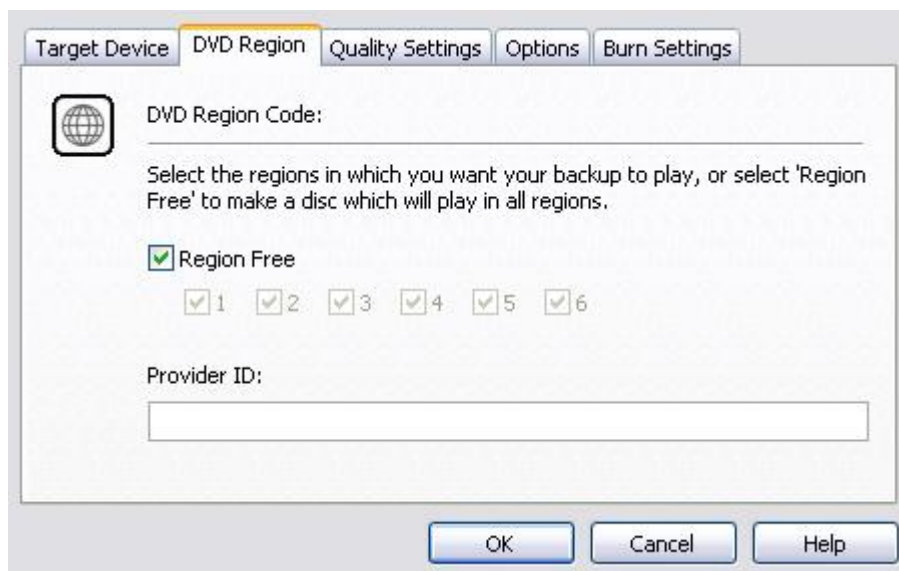 Target Device DVD Region Quality Settings Options Burn Settings
DVD Region Code:
Select the regions in which you want your backup to play, or select 'Region
Free' to make a disc which will play in all regions.
Region Free
1 2 3 4 5 6
Provider ID:
OK Cancel Help